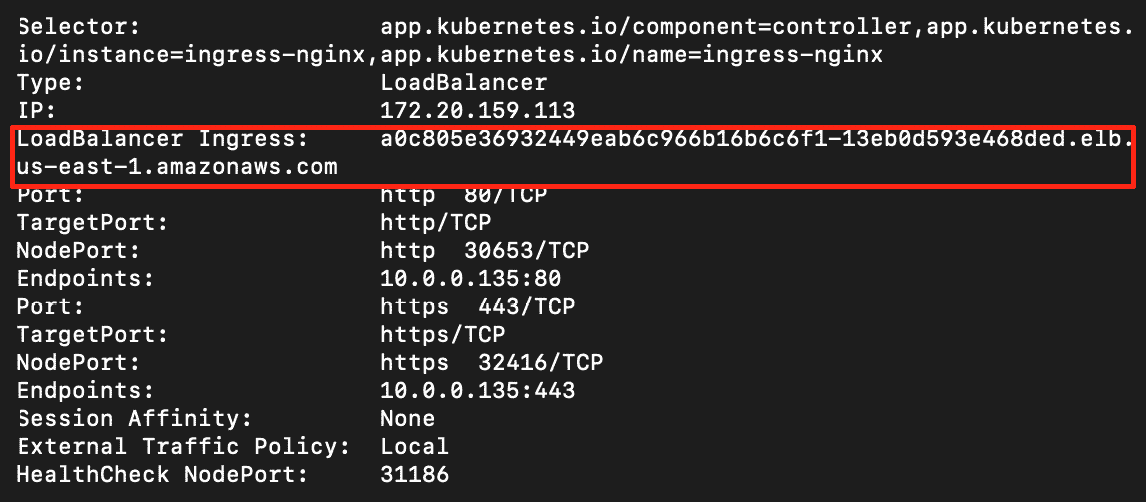 Selector:                 app.kubernetes.io/component=controller,app.kubernetes.
io/instance=ingress-nginx,app.kubernetes.io/name=ingress-nginx
Type:                     LoadBalancer
IP:                       172.20.159.113
LoadBalancer Ingress:     a0c805e36932449eab6c966b16b6c6f1-13eb0d593e468ded.elb.
us-east-1.amazonaws.com
Port:                     http  80/TCP
TargetPort:               http/TCP
NodePort:                 http  30653/TCP
Endpoints:                10.0.0.135:80
Port:                     https  443/TCP
TargetPort:               https/TCP
NodePort:                 https  32416/TCP
Endpoints:                10.0.0.135:443
Session Affinity:         None
External Traffic Policy:  Local
HealthCheck NodePort:     31186